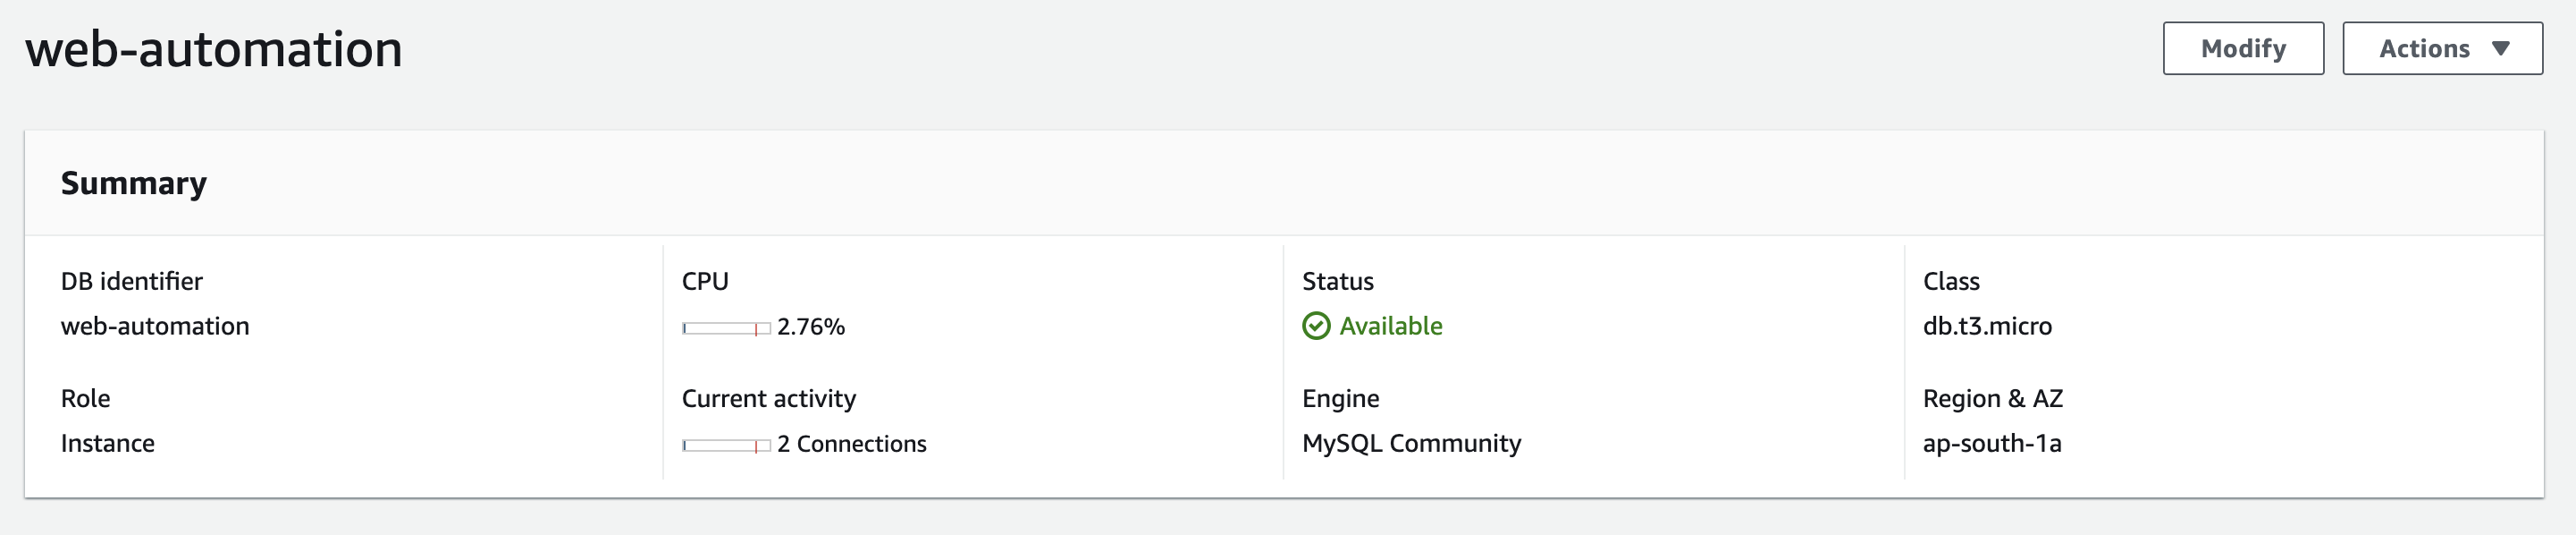 web-automation
Modify
Actions
Summary
DB identifier
web-automation
CPU
2.76%
Status
Available
Class
db.t3.micro
Role
Instance
Current activity
2 Connections
Engine
MySQL Community
Region & AZ
ap-south-1a